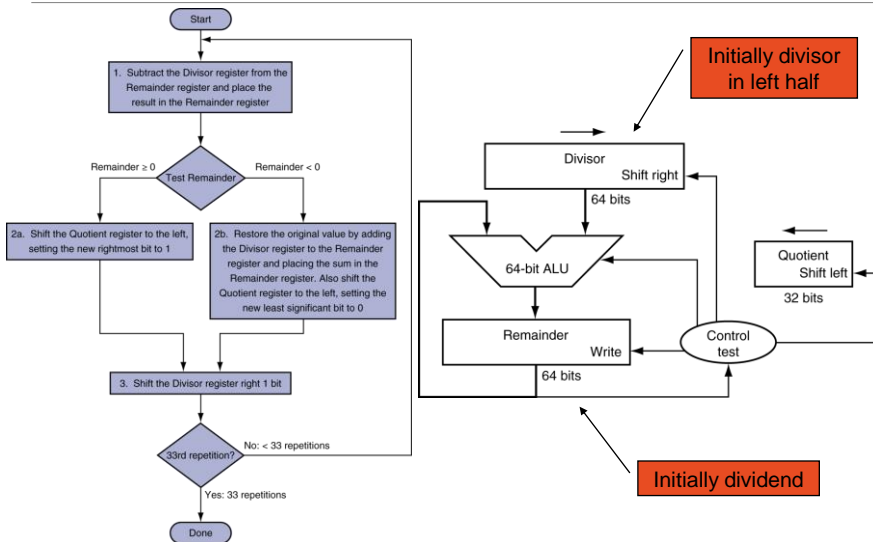 Start
1. Subtract the Divisor register from the
Remainder register and place the
result in the Remainder register
Remainder ≥ 0
Remainder < 0
Test Remainder
2a. Shift the Quotient register to the left,
setting the new rightmost bit to 1
2b. Restore the original value by adding
the Divisor register to the Remainder
register and placing the sum in the
Remainder register. Also shift the
Quotient register to the left, setting the
new least significant bit to 0
3. Shift the Divisor register right 1 bit
33rd repetition?
No: < 33 repetitions
Yes: 33 repetitions
Done
Initially divisor
in left half
Divisor
Shift right
64 bits
64-bit ALU
Quotient
Shift left
32 bits
Remainder
Write
64 bits
Control
test
Initially dividend